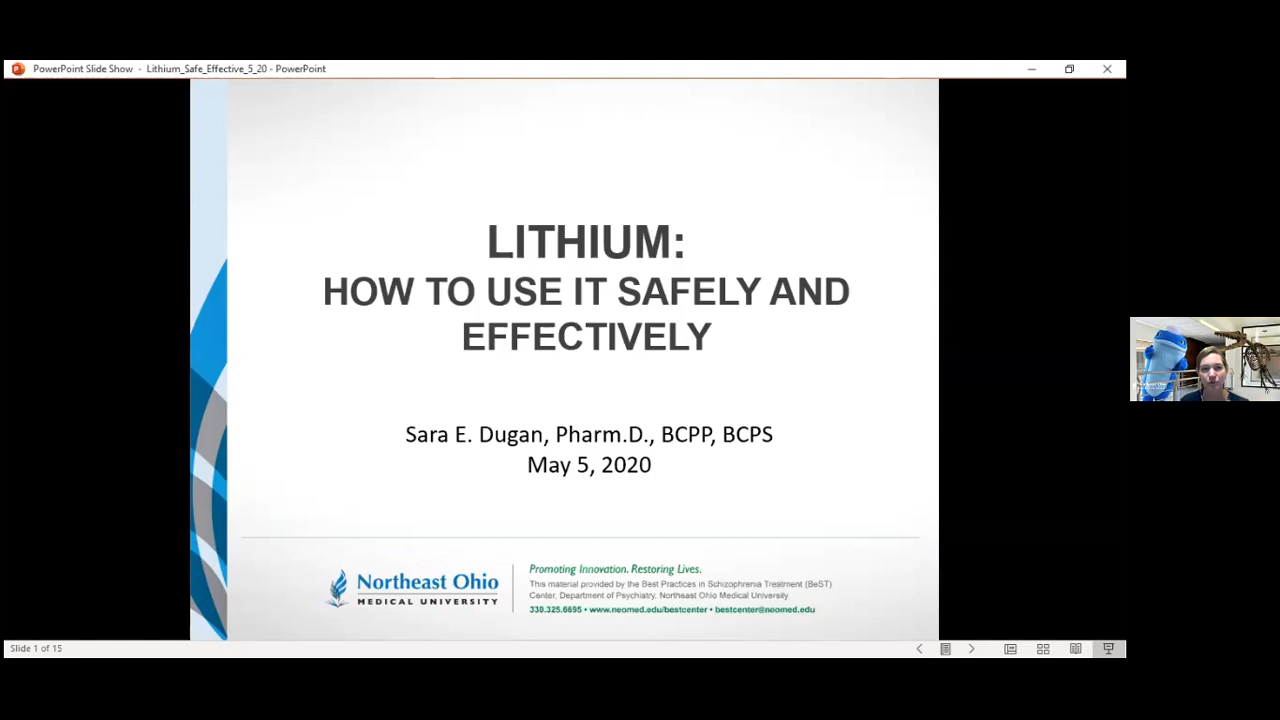 PowerPoint Slide Show - Lithium_Safe_Effective_5_20 - PowerPoint
LITHIUM:
HOW TO USE IT SAFELY AND
EFFECTIVELY
Sara E. Dugan, Pharm.D., BCPP, BCPS
May 5, 2020
Northeast Ohio
MEDICAL UNIVERSITY
Promoting Innovation. Restoring Lives.
This material provided by the Best Practices in Schizophrenia Treatment (BeST)
Center, Department of Psychiatry, Northeast Ohio Medical University
330.325.6695 • www.neomed.edu/bestcenter • bestcenter@neomed.edu
Northeast Ohio
Slide 1 of 15